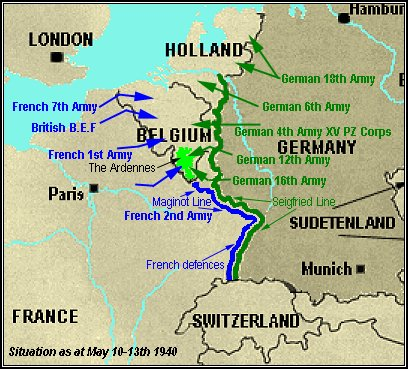 Hambur
LONDON
HOLLAND
German 18th Army
German 6th Army
French 7th Army
British B.E.F
BELGIUM
German 4th Army XV PZ Corps
GERMANY
French 1st Army
The Ardennes
German 12th Army
German 16th Army
Paris
Maginot Line
Seigfried Line
French 2nd Army
SUDETENLAND
French defences
Munich
FRANCE
SWITZERLAND
Situation as at May 10-13th 1940